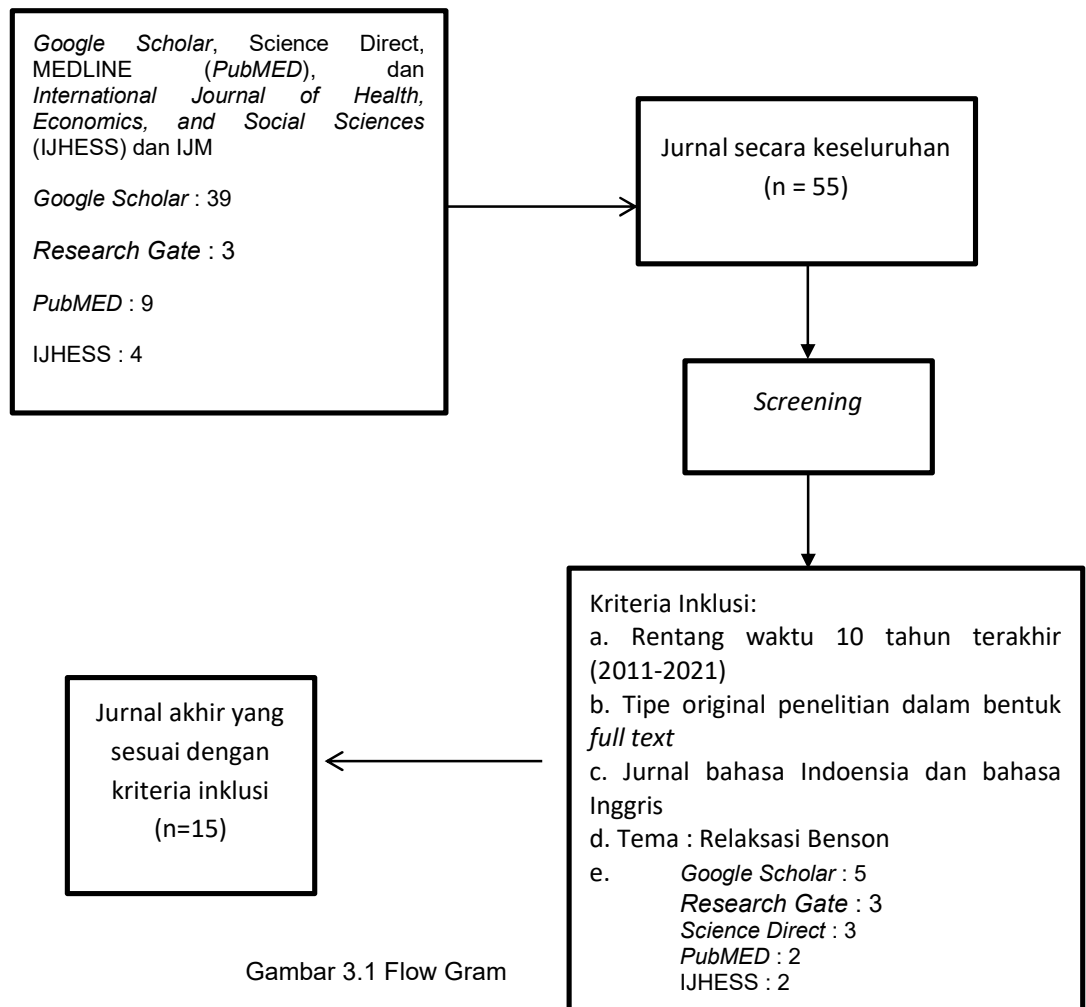 Google Scholar, Science Direct,
MEDLINE (PubMED), dan
International Journal of Health,
Economics, and Social Sciences
(IJHESS) dan IJM
Google Scholar : 39
Research Gate : 3
PubMED : 9
IJHESS : 4
Jurnal secara keseluruhan
(n = 55)
Screening
Kriteria Inklusi:
a. Rentang waktu 10 tahun terakhir
(2011-2021)
b. Tipe original penelitian dalam bentuk
full text
c. Jurnal bahasa Indoensia dan bahasa
Inggris
d. Tema : Relaksasi Benson
e. Google Scholar : 5
Research Gate : 3
Science Direct : 3
PubMED : 2
IJHESS : 2
Jurnal akhir yang
sesuai dengan
kriteria inklusi
(n=15)
Gambar 3.1 Flow Gram